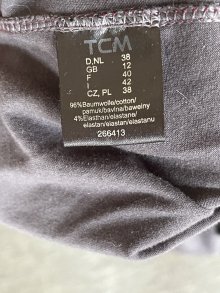 TCM
D,NL 38
GB 12
F 40
I 42
CZ, PL 38
96%Baumwolle/cotton/
pamuk/bavlna/bawełny
4%Elasthan/elastane/
elastan/elastan/elastanu
266413